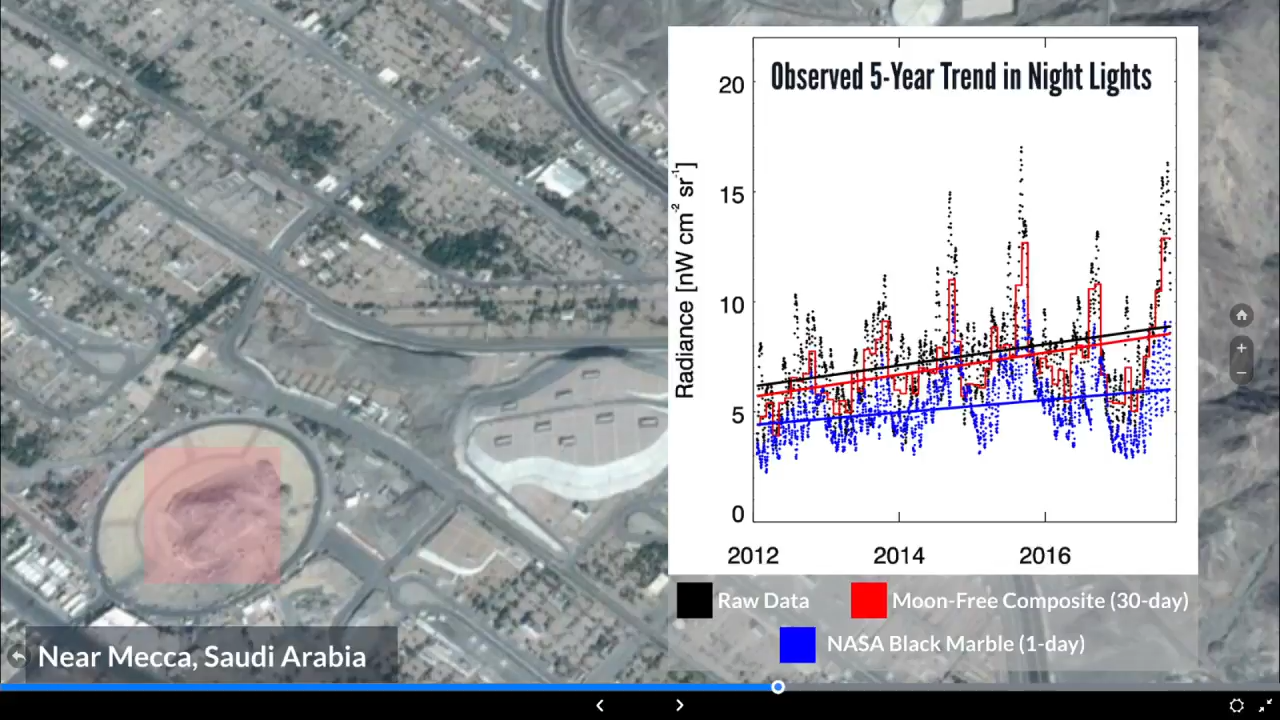 Observed 5-Year Trend in Night Lights
20
15
10
5
0
Radiance [nW cm⁻² sr⁻¹]
2012 2014 2016
Raw Data Moon-Free Composite (30-day)
NASA Black Marble (1-day)
Near Mecca, Saudi Arabia